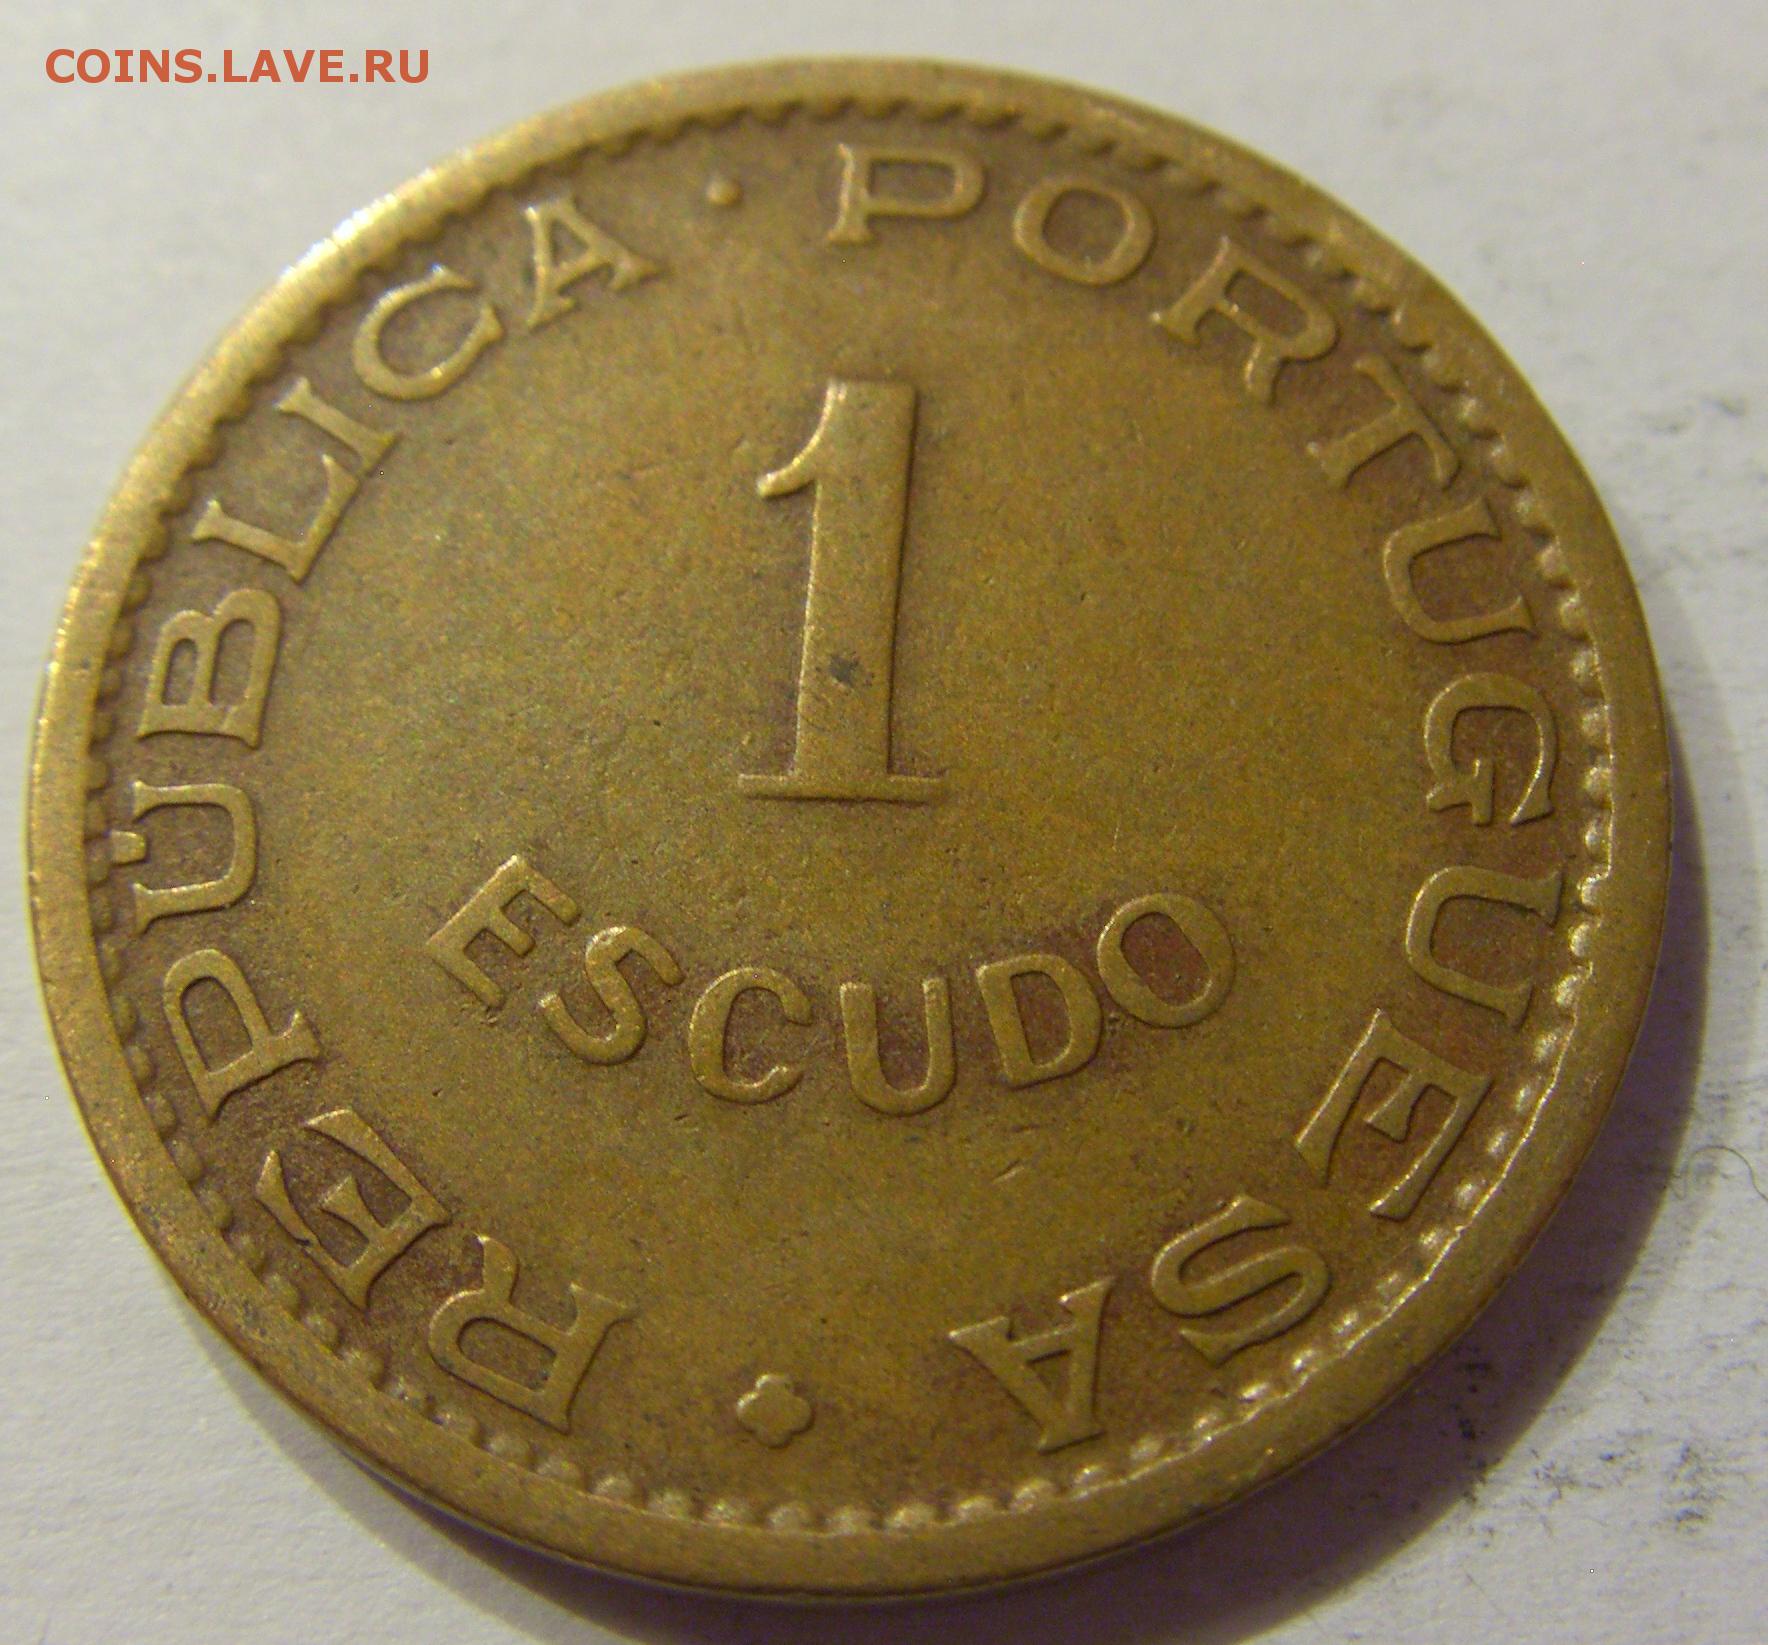 COINS.LAVE.RU
REPÚBLICA · PORTUGUESA
1
ESCUDO